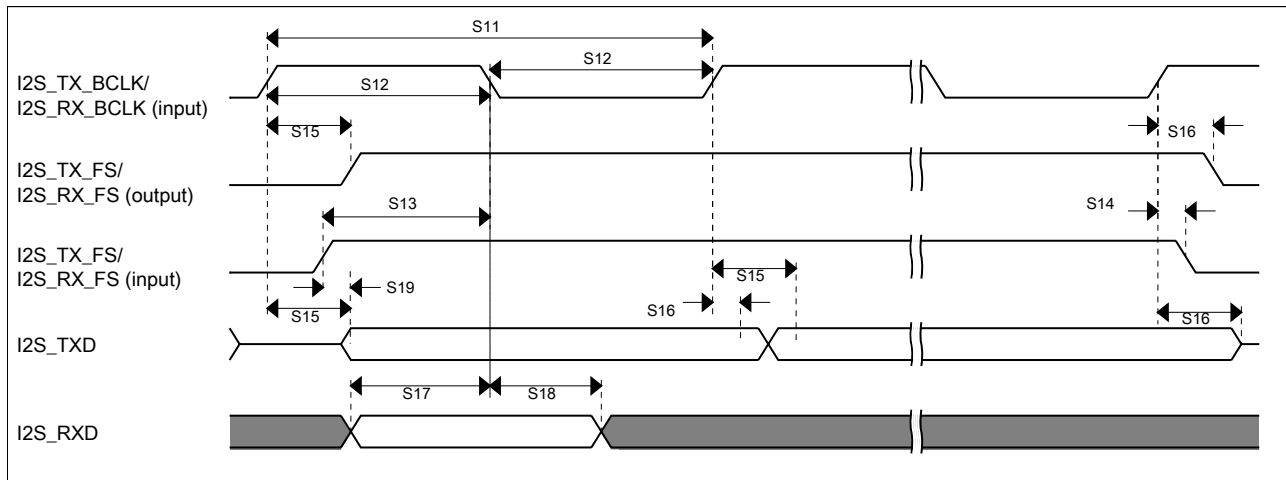 S11
I2S_TX_BCLK/
I2S_RX_BCLK (input)
S12
S12
S15
S16
I2S_TX_FS/
I2S_RX_FS (output)
S13
S14
I2S_TX_FS/
I2S_RX_FS (input)
S15
S19
S15
S16
S16
I2S_TXD
S17
S18
I2S_RXD